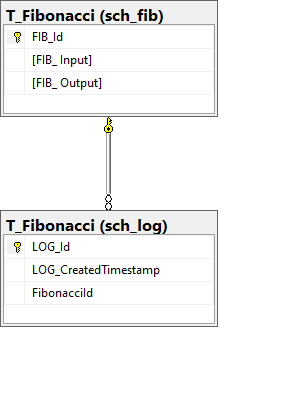 T_Fibonacci (sch_fib)
FIB_Id
[FIB_ Input]
[FIB_ Output]
T_Fibonacci (sch_log)
LOG_Id
LOG_CreatedTimestamp
FibonacciId